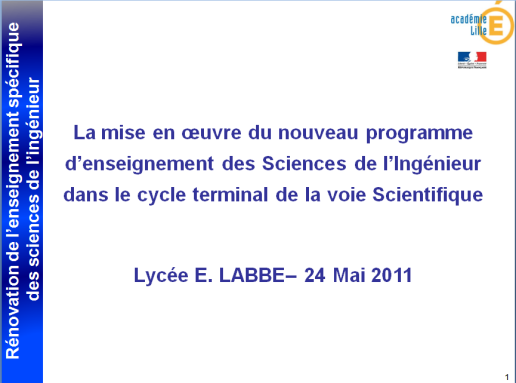 Rénovation de l'enseignement spécifique
des sciences de l'ingénieur
académie
Lille
La mise en œuvre du nouveau programme
d'enseignement des Sciences de l'Ingénieur
dans le cycle terminal de la voie Scientifique
Lycée E. LABBE– 24 Mai 2011
1